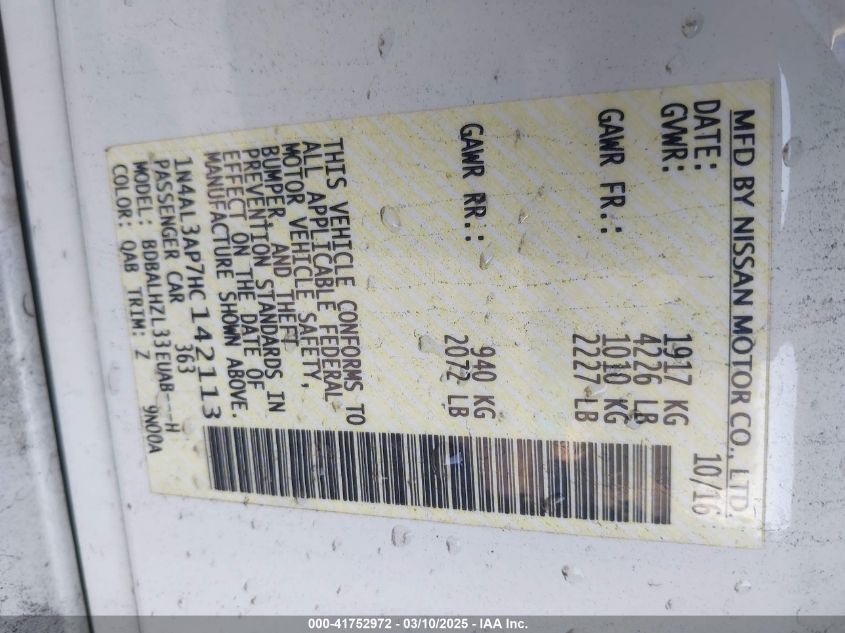 MFD BY NISSAN MOTOR CO., LTD.
DATE: 10/16
GVWR: 1917 KG
4226 LB
GAWR FR.: 1010 KG
2227 LB
GAWR RR.: 940 KG
2072 LB
THIS VEHICLE CONFORMS TO
ALL APPLICABLE FEDERAL
MOTOR VEHICLE SAFETY,
BUMPER, AND THEFT
PREVENTION STANDARDS IN
EFFECT ON THE DATE OF
MANUFACTURE SHOWN ABOVE.
1N4AL3AP7HC142113
PASSENGER CAR 363
MODEL: BDBALHZL33EUAB---H
COLOR: QAB TRIM: Z 9N00A
000-41752972 - 03/10/2025 - IAA Inc.